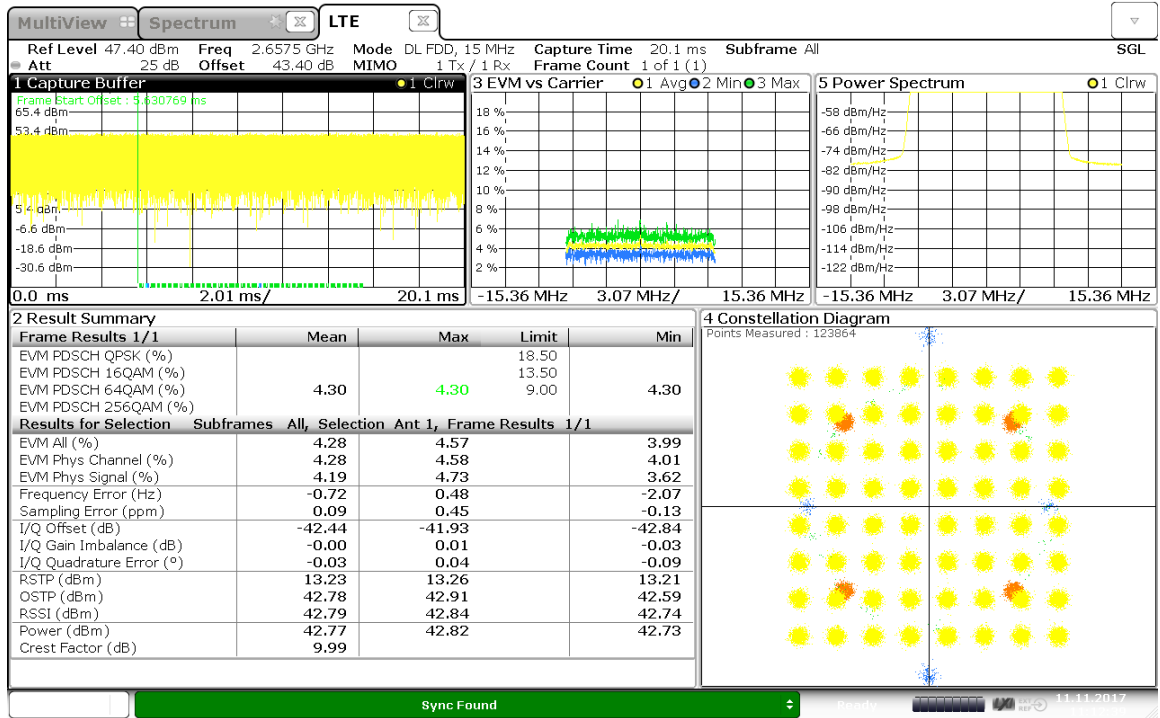 MultiView Spectrum LTE
Ref Level 47.40 dBm Freq 2.6575 GHz Mode DL FDD, 15 MHz Capture Time 20.1 ms Subframe All SGL
Att 25 dB Offset 43.40 dB MIMO 1 Tx / 1 Rx Frame Count 1 of 1 (1)
1 Capture Buffer 1 Clrw
Frame Start Offset : 5.630769 ms
65.4 dBm
53.4 dBm
5.4 dBm
-6.6 dBm
-18.6 dBm
-30.6 dBm
0.0 ms 2.01 ms/ 20.1 ms
3 EVM vs Carrier 1 Avg 2 Min 3 Max
18 %
16 %
14 %
12 %
10 %
8 %
6 %
4 %
2 %
-15.36 MHz 3.07 MHz/ 15.36 MHz
5 Power Spectrum 1 Clrw
-58 dBm/Hz
-66 dBm/Hz
-74 dBm/Hz
-82 dBm/Hz
-90 dBm/Hz
-98 dBm/Hz
-106 dBm/Hz
-114 dBm/Hz
-122 dBm/Hz
-15.36 MHz 3.07 MHz/ 15.36 MHz
2 Result Summary
Frame Results 1/1 Mean Max Limit Min
EVM PDSCH QPSK (%) 18.50
EVM PDSCH 16QAM (%) 13.50
EVM PDSCH 64QAM (%) 4.30 4.30 9.00 4.30
EVM PDSCH 256QAM (%)
Results for Selection Subframes All, Selection Ant 1, Frame Results 1/1
EVM All (%) 4.28 4.57 3.99
EVM Phys Channel (%) 4.28 4.58 4.01
EVM Phys Signal (%) 4.19 4.73 3.62
Frequency Error (Hz) -0.72 0.48 -2.07
Sampling Error (ppm) 0.09 0.45 -0.13
I/Q Offset (dB) -42.44 -41.93 -42.84
I/Q Gain Imbalance (dB) -0.00 0.01 -0.03
I/Q Quadrature Error (°) -0.03 0.04 -0.09
RSTP (dBm) 13.23 13.26 13.21
OSTP (dBm) 42.78 42.91 42.59
RSSI (dBm) 42.79 42.84 42.74
Power (dBm) 42.77 42.82 42.73
Crest Factor (dB) 9.99
4 Constellation Diagram
Points Measured : 123864
Sync Found Ready 11.11.2017